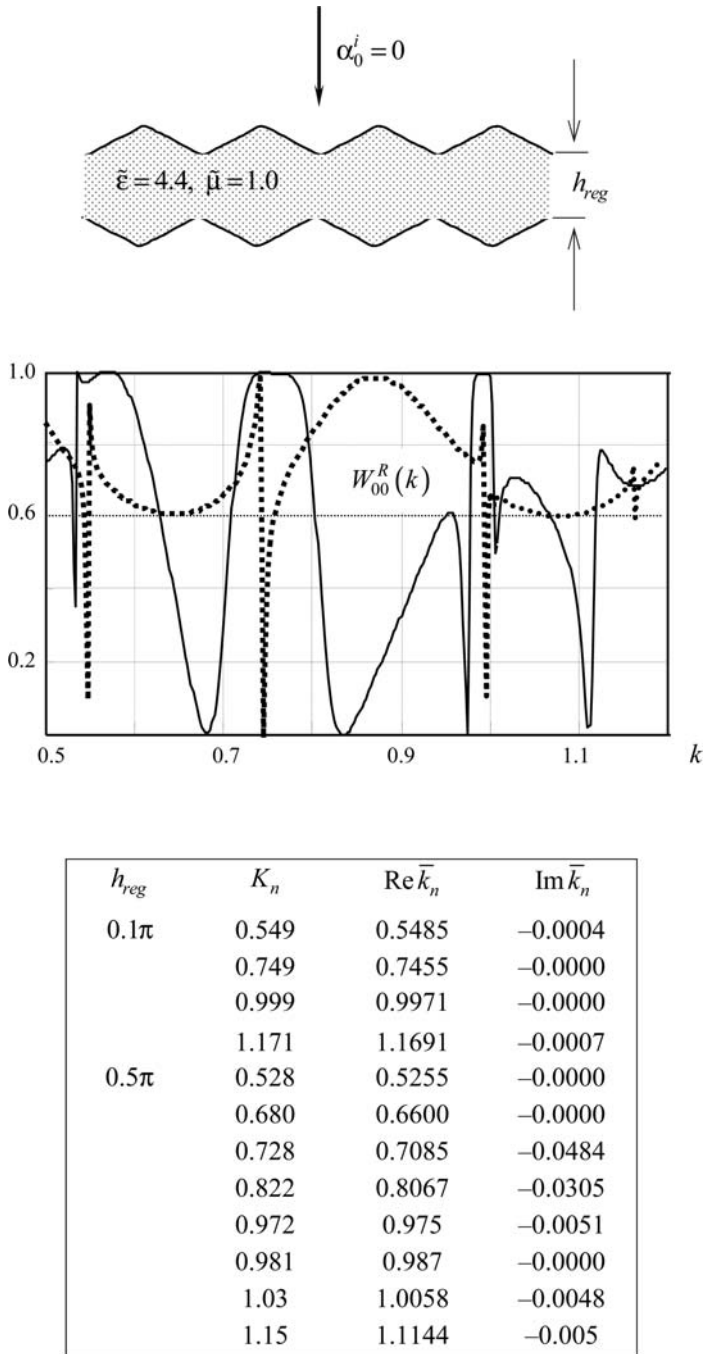 α₀ⁱ = 0
ε̃ = 4.4, μ̃ = 1.0
h_reg
1.0
W₀₀ᴿ(k)
0.6
0.2
0.5 0.7 0.9 1.1 k
h_reg K_n Re k̄_n Im k̄_n
0.1π 0.549 0.5485 –0.0004
0.749 0.7455 –0.0000
0.999 0.9971 –0.0000
1.171 1.1691 –0.0007
0.5π 0.528 0.5255 –0.0000
0.680 0.6600 –0.0000
0.728 0.7085 –0.0484
0.822 0.8067 –0.0305
0.972 0.975 –0.0051
0.981 0.987 –0.0000
1.03 1.0058 –0.0048
1.15 1.1144 –0.005